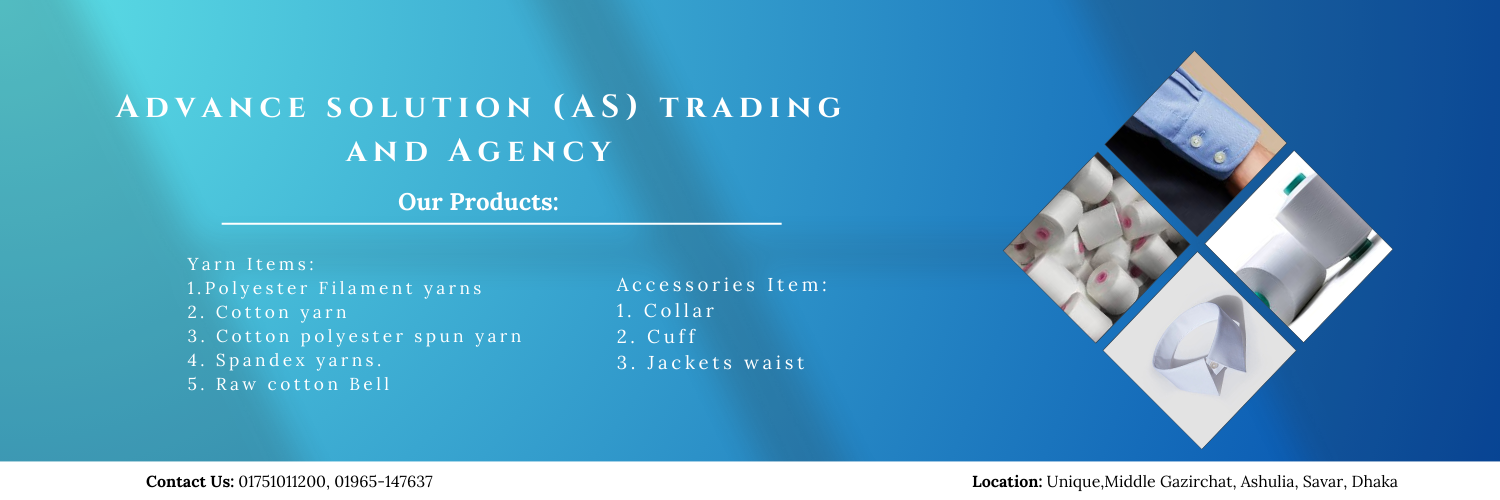 Advance solution (AS) trading
and Agency
Our Products:
Yarn Items:
1.Polyester Filament yarns
2. Cotton yarn
3. Cotton polyester spun yarn
4. Spandex yarns.
5. Raw cotton Bell
Accessories Item:
1. Collar
2. Cuff
3. Jackets waist
Contact Us: 01751011200, 01965-147637
Location: Unique,Middle Gazirchat, Ashulia, Savar, Dhaka